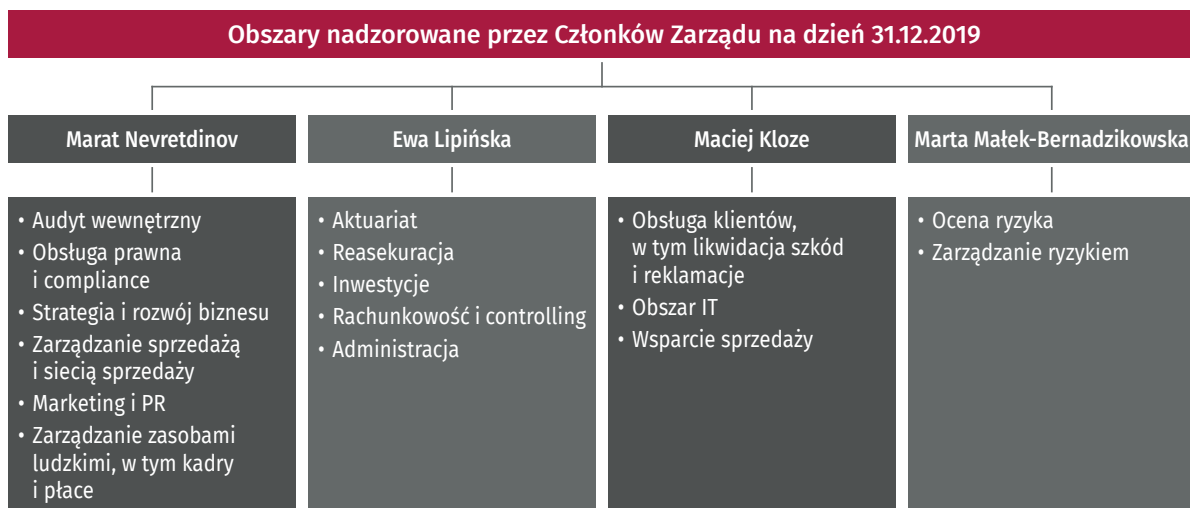 Obszary nadzorowane przez Członków Zarządu na dzień 31.12.2019
Marat Nevretdinov
• Audyt wewnętrzny
• Obsługa prawna
i compliance
• Strategia i rozwój biznesu
• Zarządzanie sprzedażą
i siecią sprzedaży
• Marketing i PR
• Zarządzanie zasobami
ludzkimi, w tym kadry
i płace
Ewa Lipińska
• Aktuariat
• Reasekuracja
• Inwestycje
• Rachunkowość i controlling
• Administracja
Maciej Kloze
• Obsługa klientów,
w tym likwidacja szkód
i reklamacje
• Obszar IT
• Wsparcie sprzedaży
Marta Małek-Bernadzikowska
• Ocena ryzyka
• Zarządzanie ryzykiem